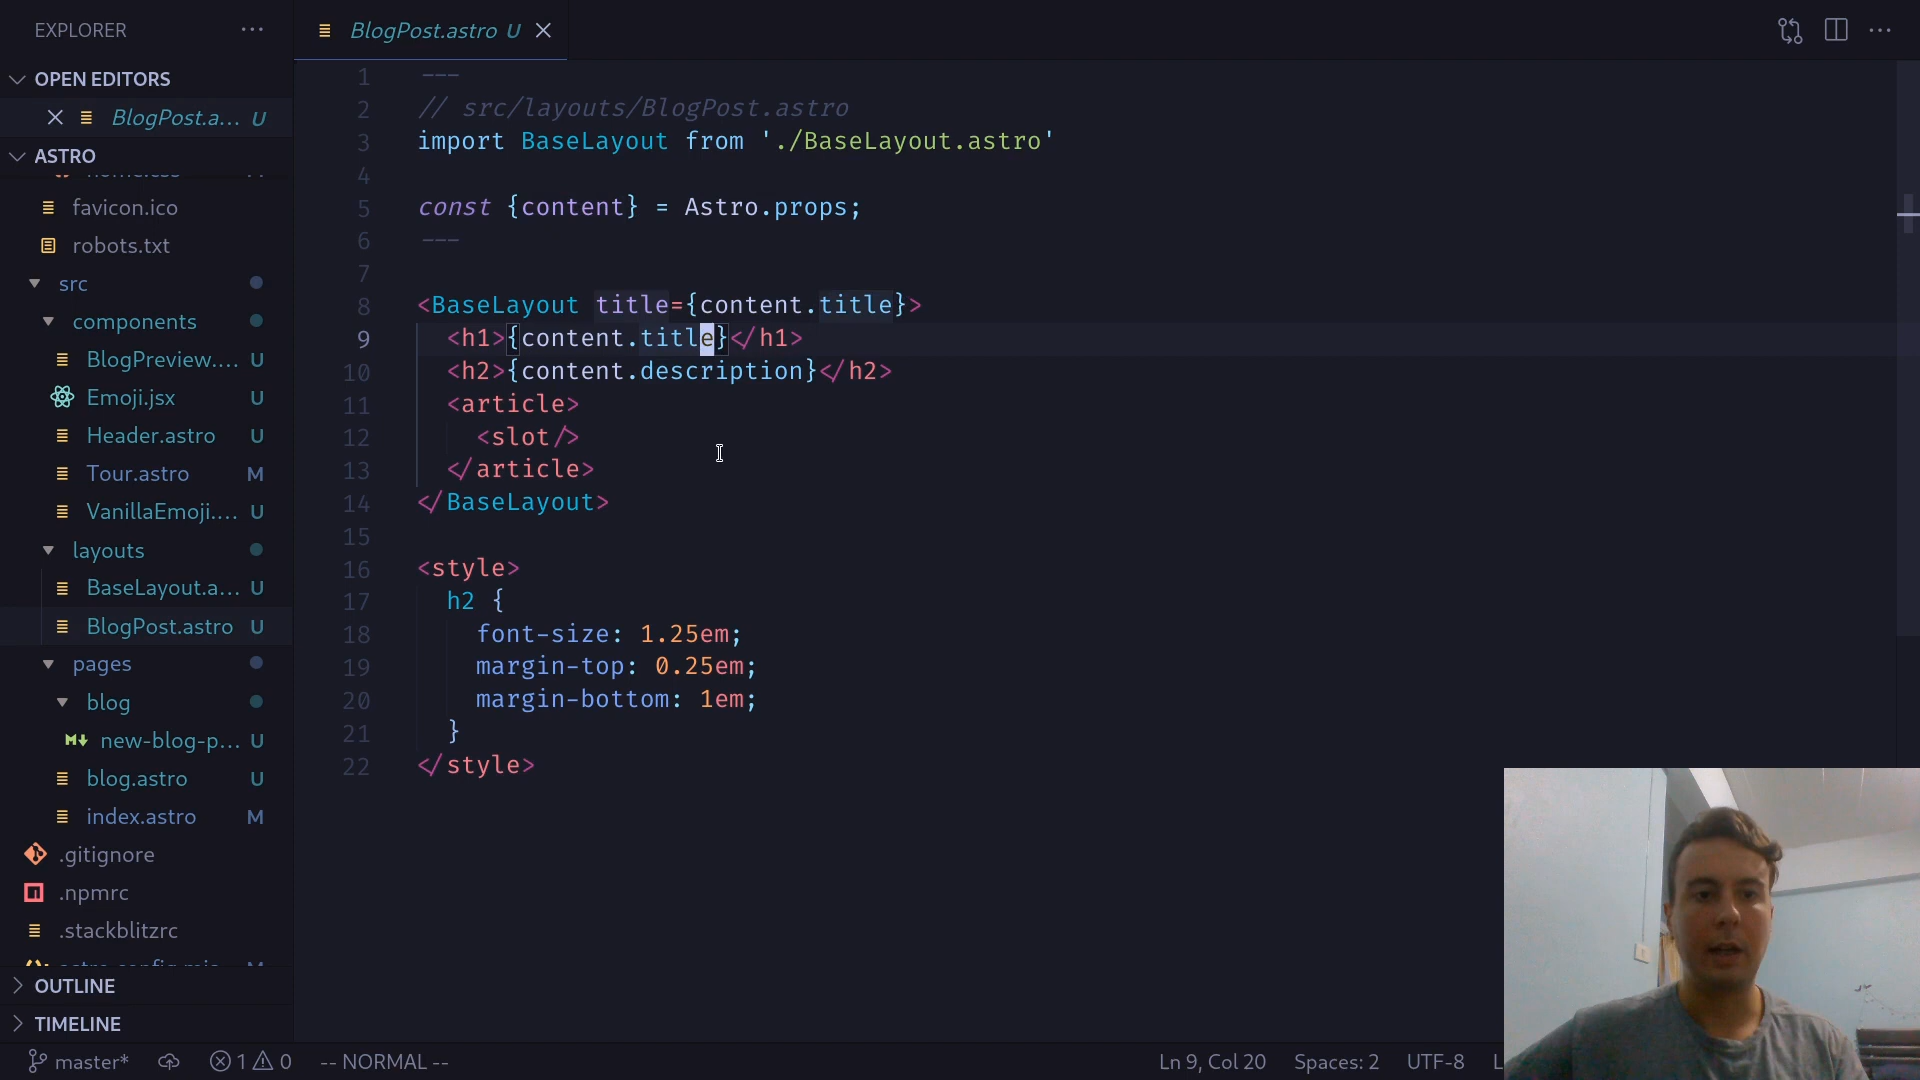 EXPLORER
OPEN EDITORS
BlogPost.a... U
ASTRO
favicon.ico
robots.txt
src
components
BlogPreview.... U
Emoji.jsx U
Header.astro U
Tour.astro M
VanillaEmoji.... U
layouts
BaseLayout.a... U
BlogPost.astro U
pages
blog
new-blog-p... U
blog.astro U
index.astro M
.gitignore
.npmrc
.stackblitzrc
OUTLINE
TIMELINE
BlogPost.astro U
1 ---
2 // src/layouts/BlogPost.astro
3 import BaseLayout from './BaseLayout.astro'
4
5 const {content} = Astro.props;
6 ---
7
8 <BaseLayout title={content.title}>
9 <h1>{content.title}</h1>
10 <h2>{content.description}</h2>
11 <article>
12 <slot/>
13 </article>
14 </BaseLayout>
15
16 <style>
17 h2 {
18 font-size: 1.25em;
19 margin-top: 0.25em;
20 margin-bottom: 1em;
21 }
22 </style>
master* 1 0 -- NORMAL -- Ln 9, Col 20 Spaces: 2 UTF-8 L